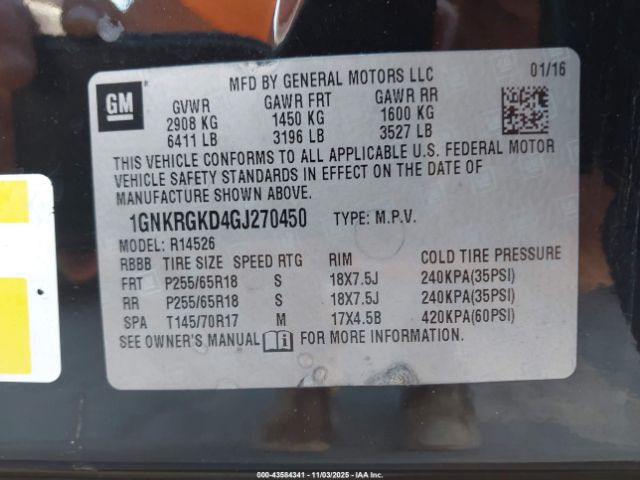 GM
MFD BY GENERAL MOTORS LLC 01/16
GVWR GAWR FRT GAWR RR
2908 KG 1450 KG 1600 KG
6411 LB 3196 LB 3527 LB
THIS VEHICLE CONFORMS TO ALL APPLICABLE U.S. FEDERAL MOTOR
VEHICLE SAFETY STANDARDS IN EFFECT ON THE DATE OF
MANUFACTURE SHOWN ABOVE.
1GNKRGKD4GJ270450 TYPE: M.P.V.
MODEL: R14526
RBBB TIRE SIZE SPEED RTG RIM COLD TIRE PRESSURE
FRT P255/65R18 S 18X7.5J 240KPA(35PSI)
RR P255/65R18 S 18X7.5J 240KPA(35PSI)
SPA T145/70R17 M 17X4.5B 420KPA(60PSI)
SEE OWNER'S MANUAL FOR MORE INFORMATION.
000-43584341 - 11/03/2025 - IAA Inc.